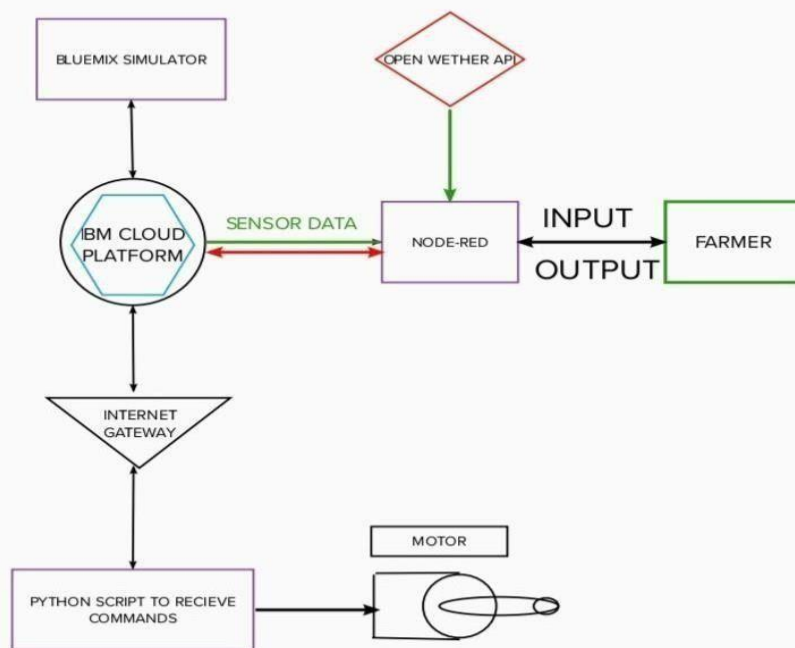 BLUEMIX SIMULATOR
OPEN WETHER API
IBM CLOUD
PLATFORM
SENSOR DATA
NODE-RED
INPUT
OUTPUT
FARMER
INTERNET
GATEWAY
MOTOR
PYTHON SCRIPT TO RECIEVE
COMMANDS